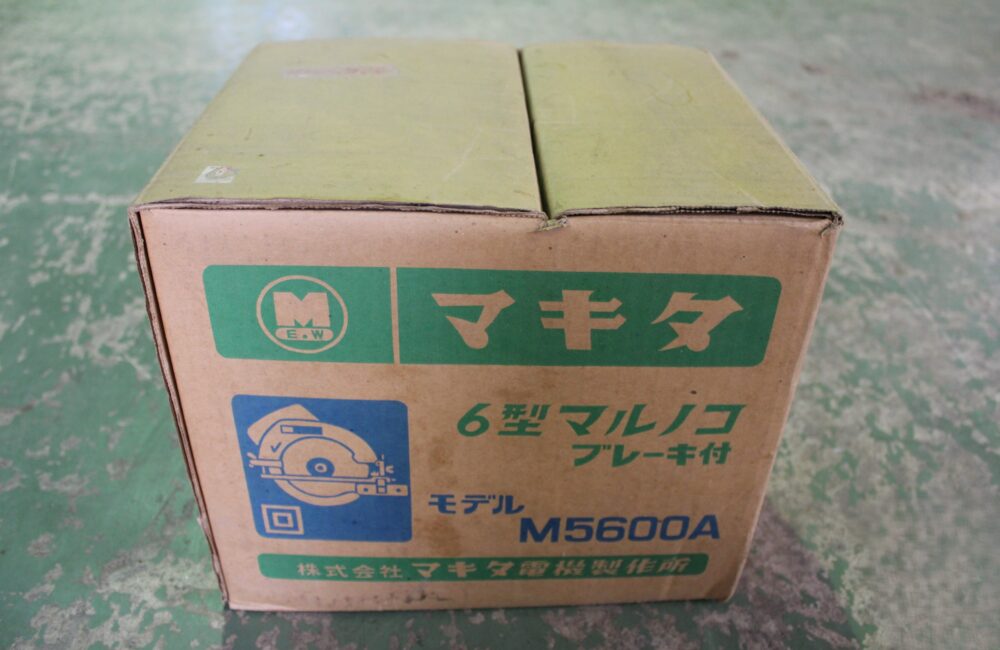 M
E.W
マキタ
6型マルノコ
ブレーキ付
モデル
M5600A
株式会社マキタ電機製作所